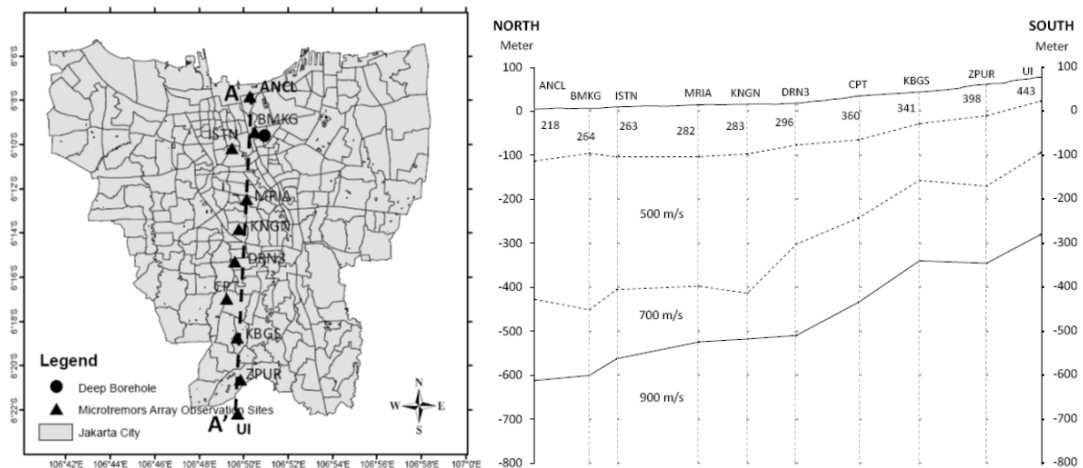 6°6'S
6°8'S
6°10'S
6°12'S
6°14'S
6°16'S
6°18'S
6°20'S
6°22'S
A
ANCL
BMKG
ISTN
MRIA
KNGN
DRN3
CPT
KBGS
ZPUR
A'
UI
Legend
Deep Borehole
Microtremors Array Observation Sites
Jakarta City
N
W E
S
106°42'E 106°44'E 106°46'E 106°48'E 106°50'E 106°52'E 106°54'E 106°56'E 106°58'E 107°0'E
NORTH SOUTH
Meter Meter
100 100
ANCL BMKG ISTN MRIA KNGN DRN3 CPT KBGS ZPUR UI
218 264 263 282 283 296 360 341 398 443
0 0
-100 -100
-200 -200
500 m/s
-300 -300
-400 -400
700 m/s
-500 -500
-600 -600
900 m/s
-700 -700
-800 -800